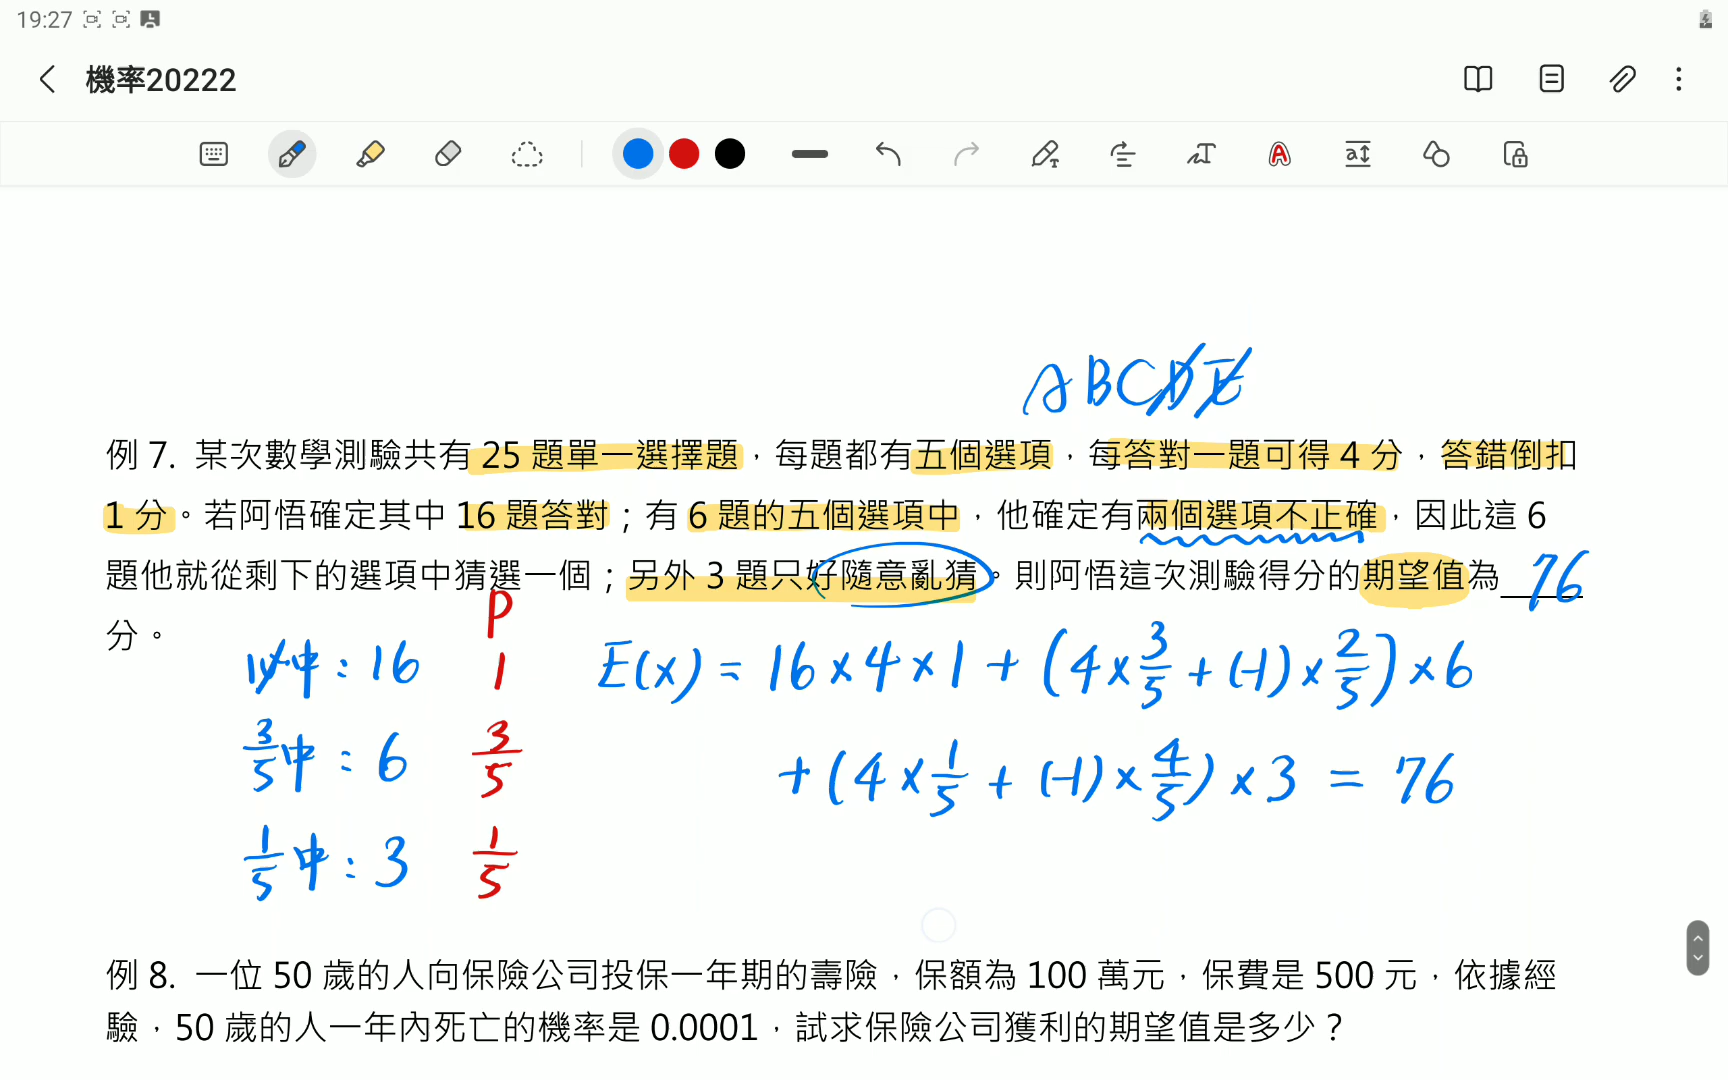 19:27
機率20222
ABCDE
例 7. 某次數學測驗共有 25 題單一選擇題，每題都有五個選項，每答對一題可得 4 分，答錯倒扣
1 分。若阿悟確定其中 16 題答對；有 6 題的五個選項中，他確定有兩個選項不正確，因此這 6
題他就從剩下的選項中猜選一個；另外 3 題只好隨意亂猜。則阿悟這次測驗得分的期望值為 76
分。
P
中：16 1 E(x) = 16×4×1 + (4×3/5 + (-1)×2/5)×6
3/5中：6 3/5 + (4×1/5 + (-1)×4/5)×3 = 76
1/5中：3 1/5
例 8. 一位 50 歲的人向保險公司投保一年期的壽險，保額為 100 萬元，保費是 500 元，依據經
驗，50 歲的人一年內死亡的機率是 0.0001，試求保險公司獲利的期望值是多少？